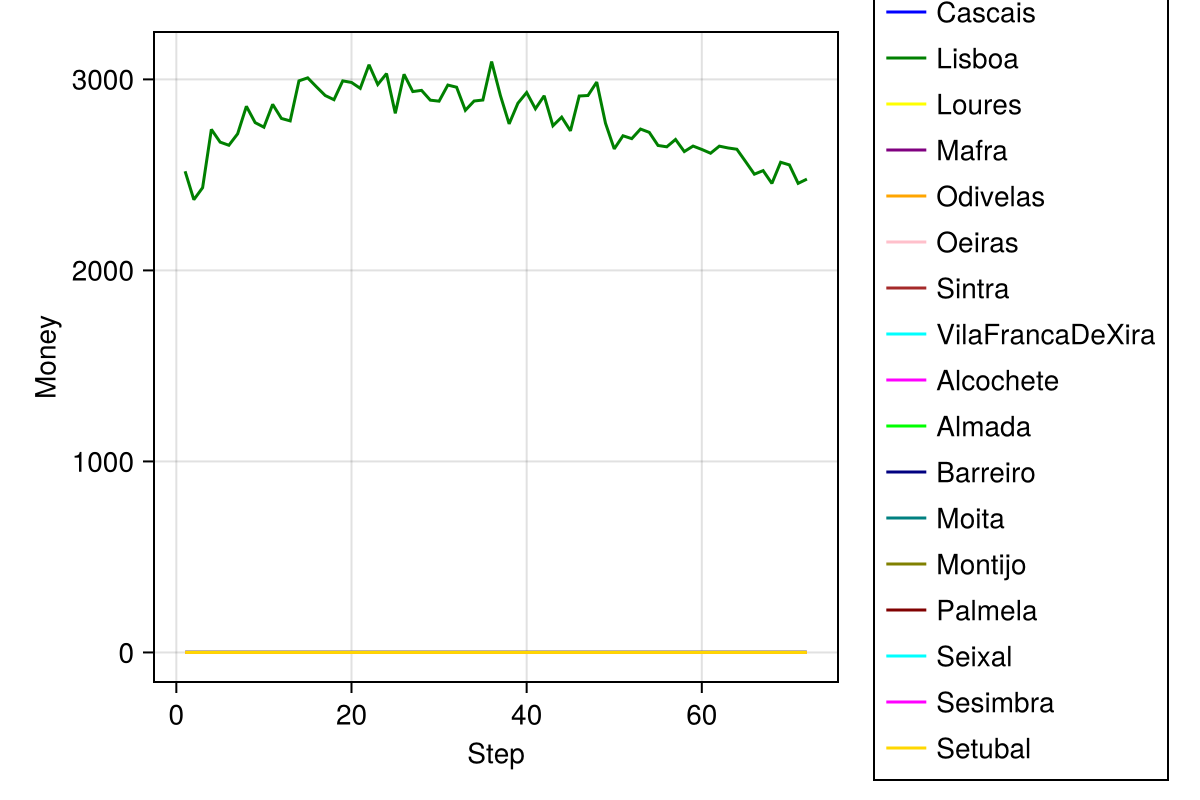 3000
2000
1000
0
Money
0 20 40 60
Step
Cascais
Lisboa
Loures
Mafra
Odivelas
Oeiras
Sintra
VilaFrancaDeXira
Alcochete
Almada
Barreiro
Moita
Montijo
Palmela
Seixal
Sesimbra
Setubal